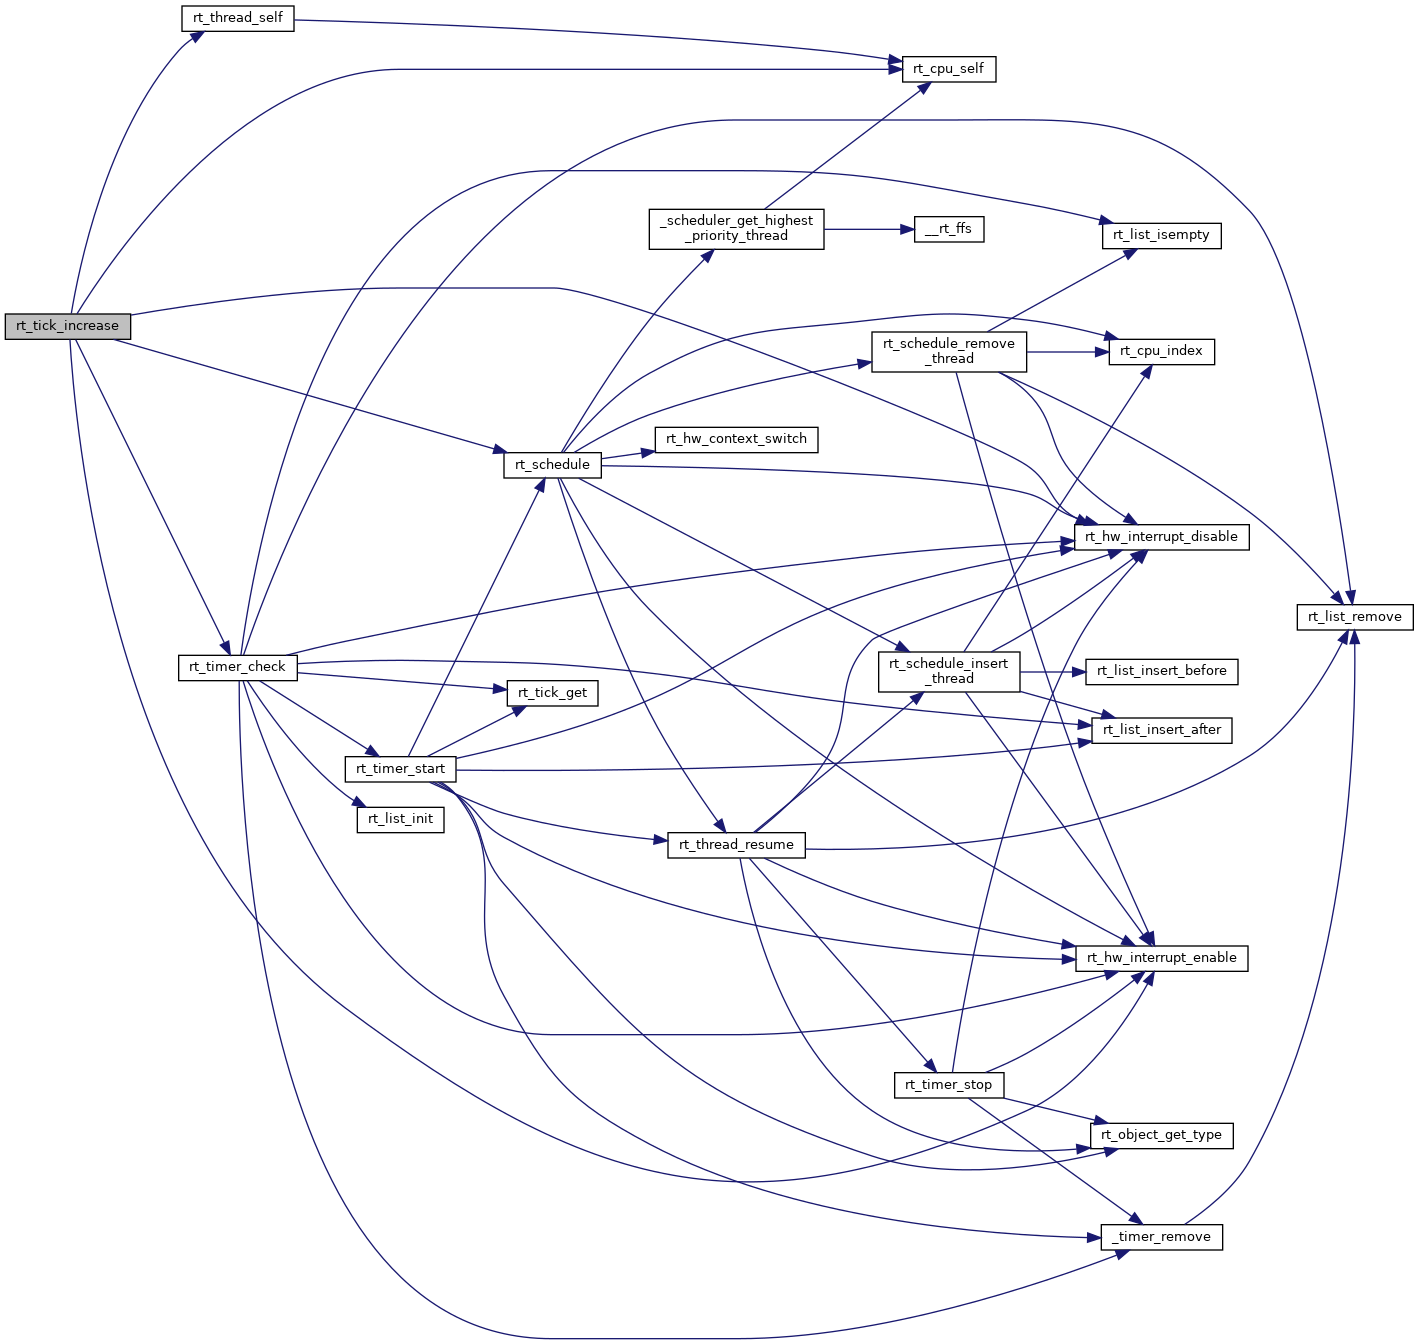 rt_thread_self
rt_cpu_self
_scheduler_get_highest
_priority_thread
__rt_ffs
rt_list_isempty
rt_tick_increase
rt_schedule_remove
_thread
rt_cpu_index
rt_hw_context_switch
rt_schedule
rt_hw_interrupt_disable
rt_list_remove
rt_timer_check
rt_schedule_insert
_thread
rt_list_insert_before
rt_tick_get
rt_list_insert_after
rt_timer_start
rt_list_init
rt_thread_resume
rt_hw_interrupt_enable
rt_timer_stop
rt_object_get_type
_timer_remove